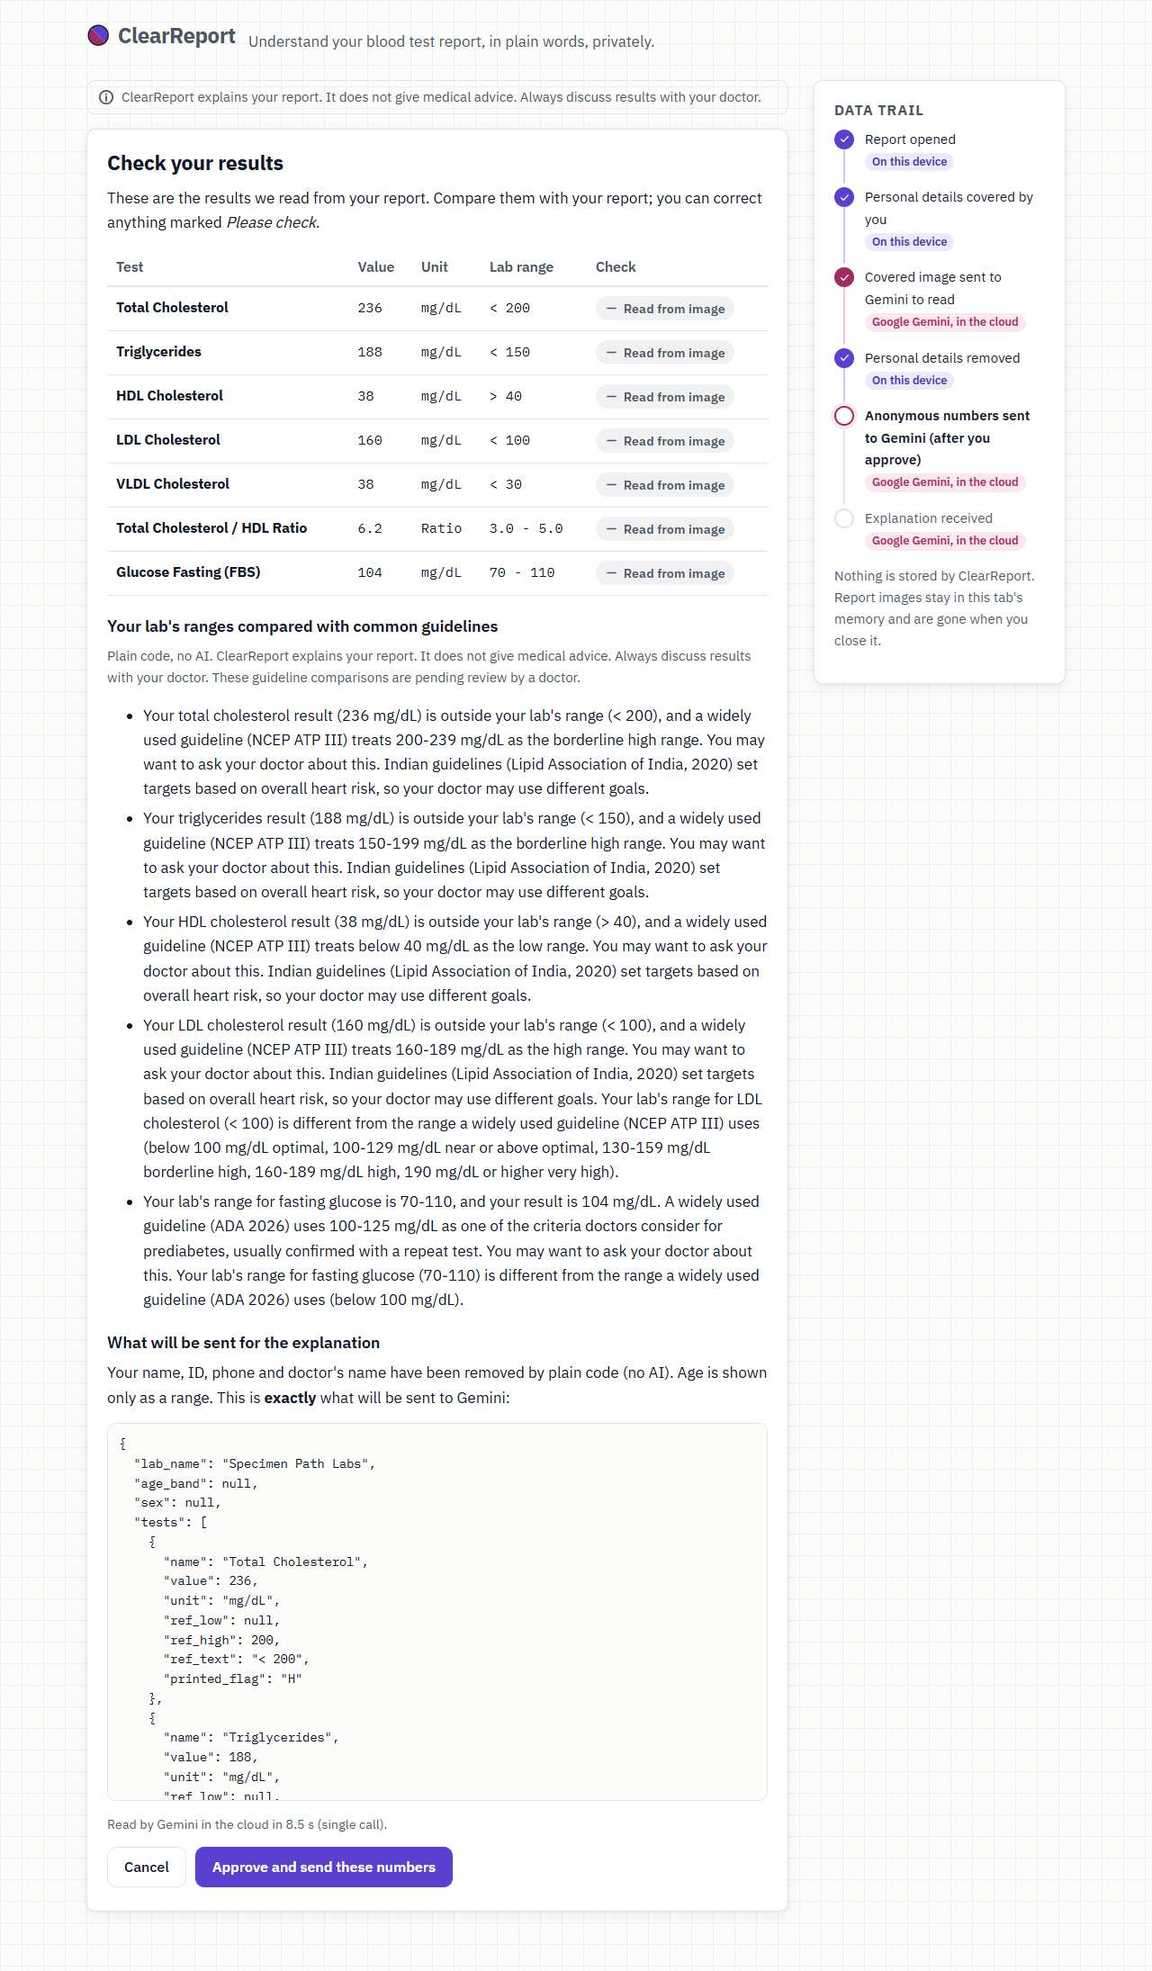 ClearReport Understand your blood test report, in plain words, privately.
ClearReport explains your report. It does not give medical advice. Always discuss results with your doctor.
Check your results
These are the results we read from your report. Compare them with your report; you can correct
anything marked Please check.
Test Value Unit Lab range Check
Total Cholesterol 236 mg/dL < 200 — Read from image
Triglycerides 188 mg/dL < 150 — Read from image
HDL Cholesterol 38 mg/dL > 40 — Read from image
LDL Cholesterol 160 mg/dL < 100 — Read from image
VLDL Cholesterol 38 mg/dL < 30 — Read from image
Total Cholesterol / HDL Ratio 6.2 Ratio 3.0 - 5.0 — Read from image
Glucose Fasting (FBS) 104 mg/dL 70 - 110 — Read from image
Your lab's ranges compared with common guidelines
Plain code, no AI. ClearReport explains your report. It does not give medical advice. Always discuss results
with your doctor. These guideline comparisons are pending review by a doctor.
• Your total cholesterol result (236 mg/dL) is outside your lab's range (< 200), and a widely
used guideline (NCEP ATP III) treats 200-239 mg/dL as the borderline high range. You may
want to ask your doctor about this. Indian guidelines (Lipid Association of India, 2020) set
targets based on overall heart risk, so your doctor may use different goals.
• Your triglycerides result (188 mg/dL) is outside your lab's range (< 150), and a widely used
guideline (NCEP ATP III) treats 150-199 mg/dL as the borderline high range. You may want
to ask your doctor about this. Indian guidelines (Lipid Association of India, 2020) set
targets based on overall heart risk, so your doctor may use different goals.
• Your HDL cholesterol result (38 mg/dL) is outside your lab's range (> 40), and a widely used
guideline (NCEP ATP III) treats below 40 mg/dL as the low range. You may want to ask your
doctor about this. Indian guidelines (Lipid Association of India, 2020) set targets based on
overall heart risk, so your doctor may use different goals.
• Your LDL cholesterol result (160 mg/dL) is outside your lab's range (< 100), and a widely
used guideline (NCEP ATP III) treats 160-189 mg/dL as the high range. You may want to
ask your doctor about this. Indian guidelines (Lipid Association of India, 2020) set targets
based on overall heart risk, so your doctor may use different goals. Your lab's range for LDL
cholesterol (< 100) is different from the range a widely used guideline (NCEP ATP III) uses
(below 100 mg/dL optimal, 100-129 mg/dL near or above optimal, 130-159 mg/dL
borderline high, 160-189 mg/dL high, 190 mg/dL or higher very high).
• Your lab's range for fasting glucose is 70-110, and your result is 104 mg/dL. A widely used
guideline (ADA 2026) uses 100-125 mg/dL as one of the criteria doctors consider for
prediabetes, usually confirmed with a repeat test. You may want to ask your doctor about
this. Your lab's range for fasting glucose (70-110) is different from the range a widely used
guideline (ADA 2026) uses (below 100 mg/dL).
What will be sent for the explanation
Your name, ID, phone and doctor's name have been removed by plain code (no AI). Age is shown
only as a range. This is exactly what will be sent to Gemini:
{
"lab_name": "Specimen Path Labs",
"age_band": null,
"sex": null,
"tests": [
{
"name": "Total Cholesterol",
"value": 236,
"unit": "mg/dL",
"ref_low": null,
"ref_high": 200,
"ref_text": "< 200",
"printed_flag": "H"
},
{
"name": "Triglycerides",
"value": 188,
"unit": "mg/dL",
"ref_low": null,
Read by Gemini in the cloud in 8.5 s (single call).
Cancel Approve and send these numbers
DATA TRAIL
Report opened
On this device
Personal details covered by
you
On this device
Covered image sent to
Gemini to read
Google Gemini, in the cloud
Personal details removed
On this device
Anonymous numbers sent
to Gemini (after you
approve)
Google Gemini, in the cloud
Explanation received
Google Gemini, in the cloud
Nothing is stored by ClearReport.
Report images stay in this tab's
memory and are gone when you
close it.